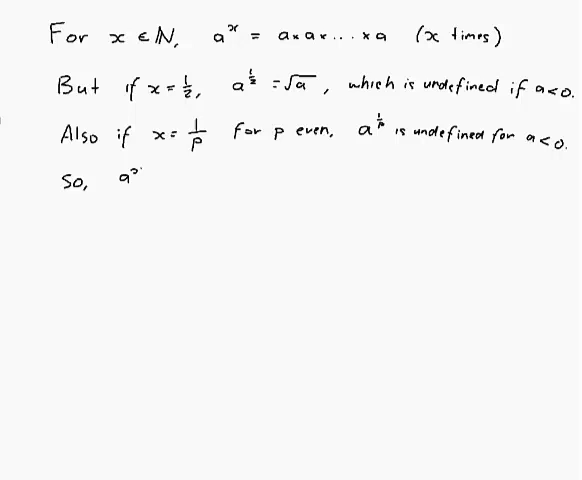 For x ∈ ℕ, aˣ = a×a×...×a (x times)
But if x = 1/2, a^(1/2) = √a, which is undefined if a<0.
Also if x = 1/p for p even, a^(1/p) is undefined for a<0.
So, aˣ